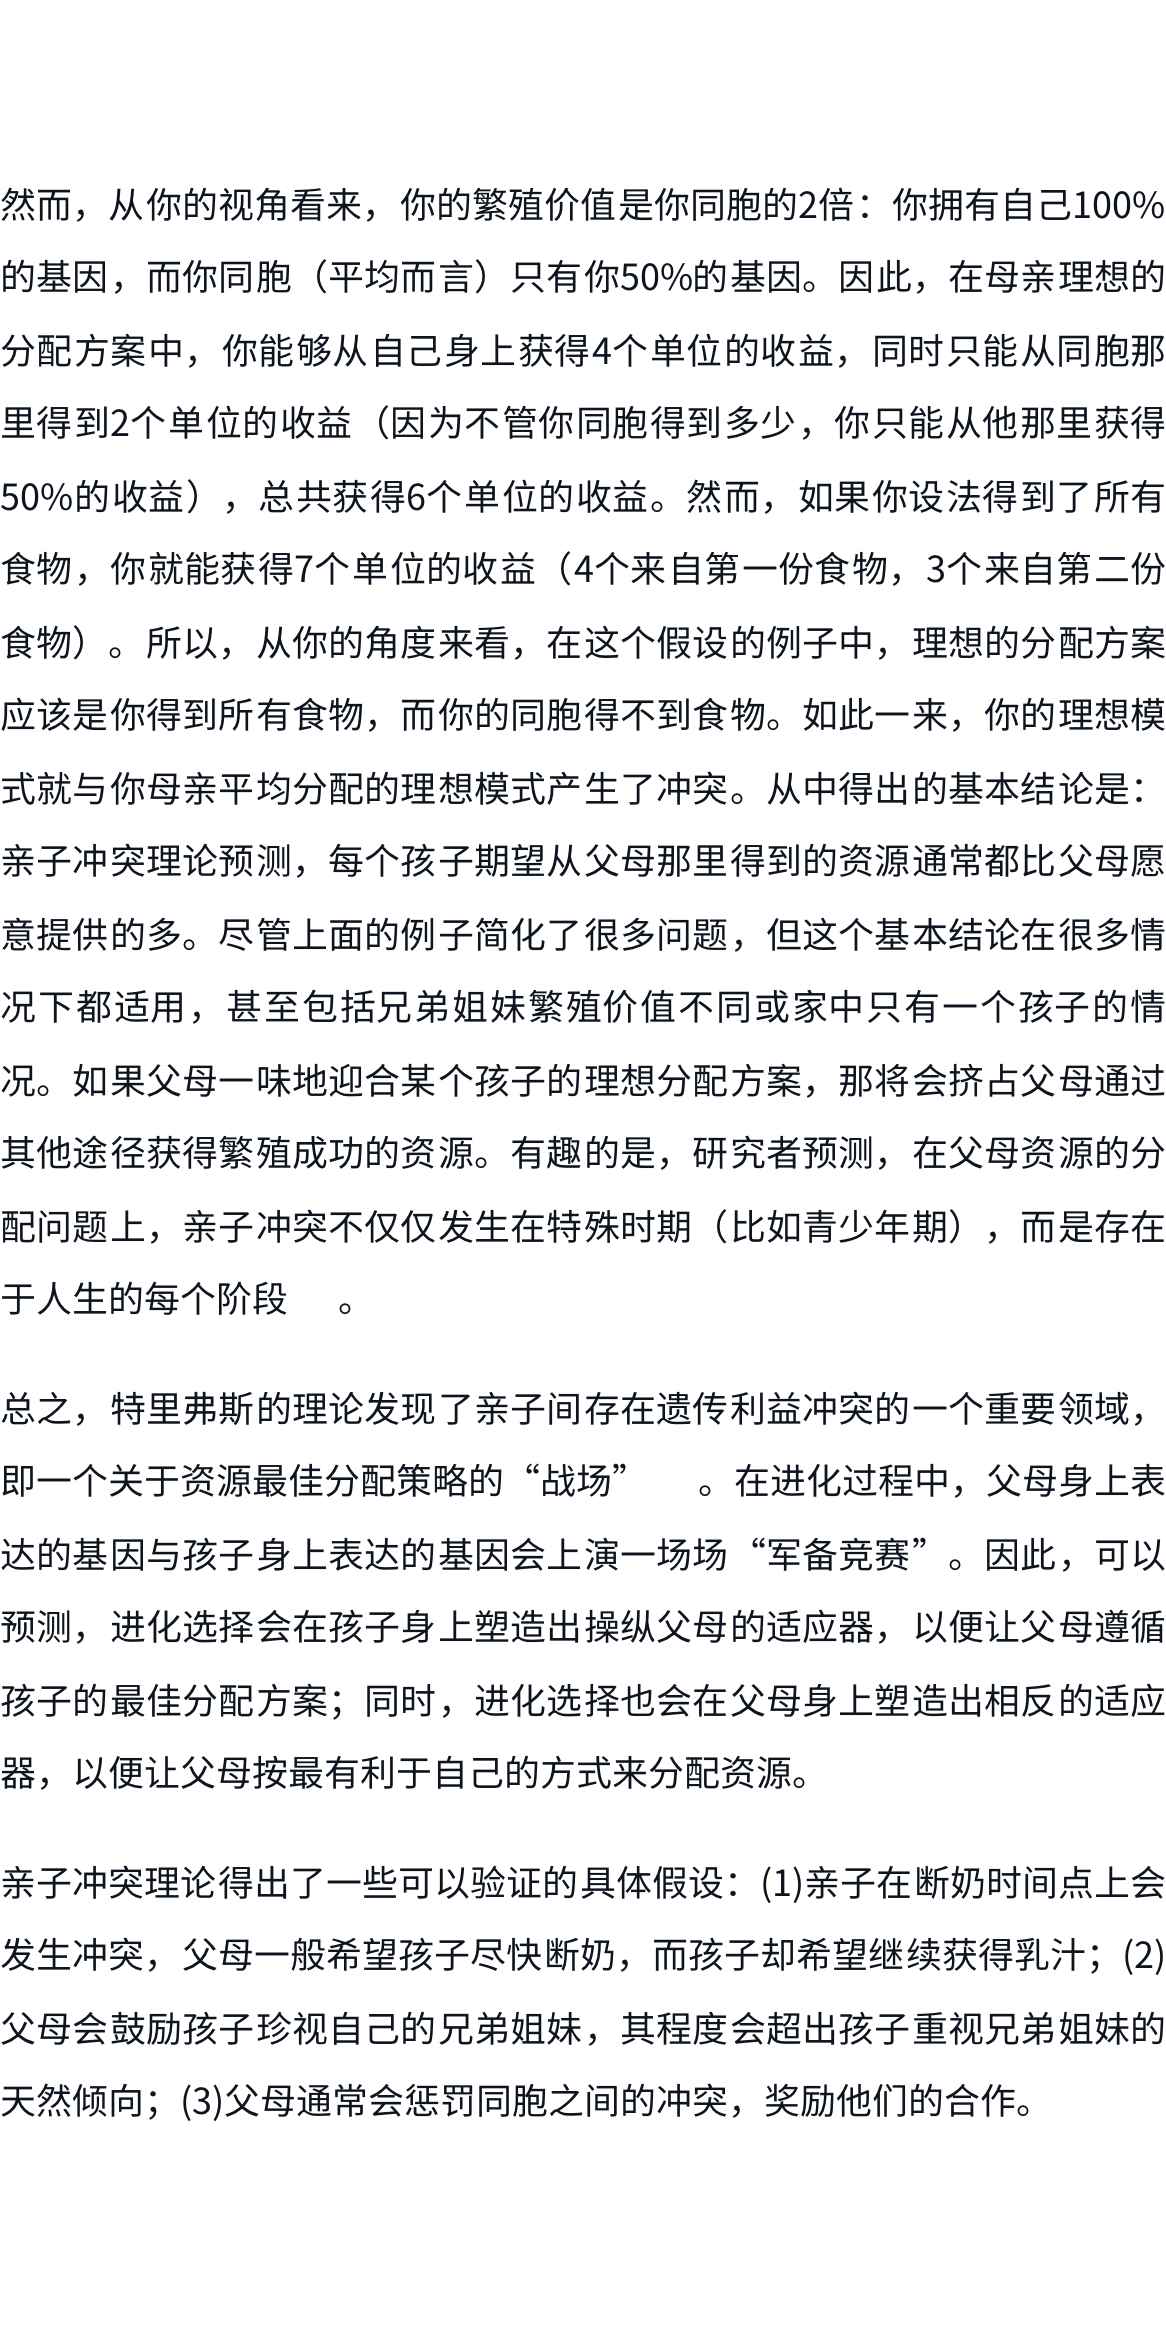 然而，从你的视角看来，你的繁殖价值是你同胞的2倍：你拥有自己100%
的基因，而你同胞（平均而言）只有你50%的基因。因此，在母亲理想的
分配方案中，你能够从自己身上获得4个单位的收益，同时只能从同胞那
里得到2个单位的收益（因为不管你同胞得到多少，你只能从他那里获得
50%的收益），总共获得6个单位的收益。然而，如果你设法得到了所有
食物，你就能获得7个单位的收益（4个来自第一份食物，3个来自第二份
食物）。所以，从你的角度来看，在这个假设的例子中，理想的分配方案
应该是你得到所有食物，而你的同胞得不到食物。如此一来，你的理想模
式就与你母亲平均分配的理想模式产生了冲突。从中得出的基本结论是：
亲子冲突理论预测，每个孩子期望从父母那里得到的资源通常都比父母愿
意提供的多。尽管上面的例子简化了很多问题，但这个基本结论在很多情
况下都适用，甚至包括兄弟姐妹繁殖价值不同或家中只有一个孩子的情
况。如果父母一味地迎合某个孩子的理想分配方案，那将会挤占父母通过
其他途径获得繁殖成功的资源。有趣的是，研究者预测，在父母资源的分
配问题上，亲子冲突不仅仅发生在特殊时期（比如青少年期），而是存在
于人生的每个阶段 。
总之，特里弗斯的理论发现了亲子间存在遗传利益冲突的一个重要领域，
即一个关于资源最佳分配策略的“战场” 。在进化过程中，父母身上表
达的基因与孩子身上表达的基因会上演一场场“军备竞赛”。因此，可以
预测，进化选择会在孩子身上塑造出操纵父母的适应器，以便让父母遵循
孩子的最佳分配方案；同时，进化选择也会在父母身上塑造出相反的适应
器，以便让父母按最有利于自己的方式来分配资源。
亲子冲突理论得出了一些可以验证的具体假设：(1)亲子在断奶时间点上会
发生冲突，父母一般希望孩子尽快断奶，而孩子却希望继续获得乳汁；(2)
父母会鼓励孩子珍视自己的兄弟姐妹，其程度会超出孩子重视兄弟姐妹的
天然倾向；(3)父母通常会惩罚同胞之间的冲突，奖励他们的合作。